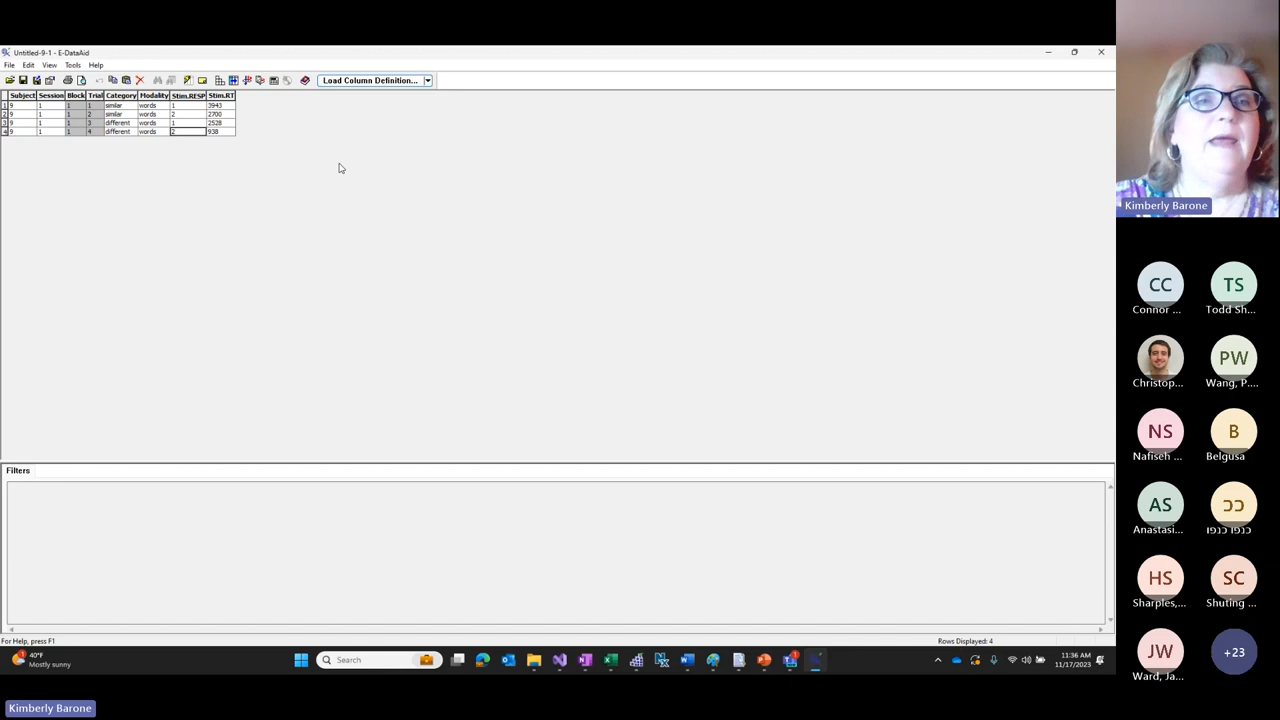 Untitled-9-1 - E-DataAid
File Edit View Tools Help
Load Column Definition...
Subject Session Block Trial Category Modality Stim.RESP Stim.RT
1 9 1 1 1 similar words 1 3943
2 9 1 1 2 similar words 2 2700
3 9 1 1 3 different words 1 2528
4 9 1 1 4 different words 2 938
Filters
For Help, press F1
Rows Displayed: 4
1
40°F
Mostly sunny
Search
11:36 AM
11/17/2023
Kimberly Barone
Kimberly Barone
CC TS
Connor ... Todd Sh...
PW
Christop... Wang, P....
NS B
Nafiseh ... Belgusa
AS כנ
Anastasi... כנפו כנפו
HS SC
Sharples,... Shuting ...
JW +23
Ward, Ja...